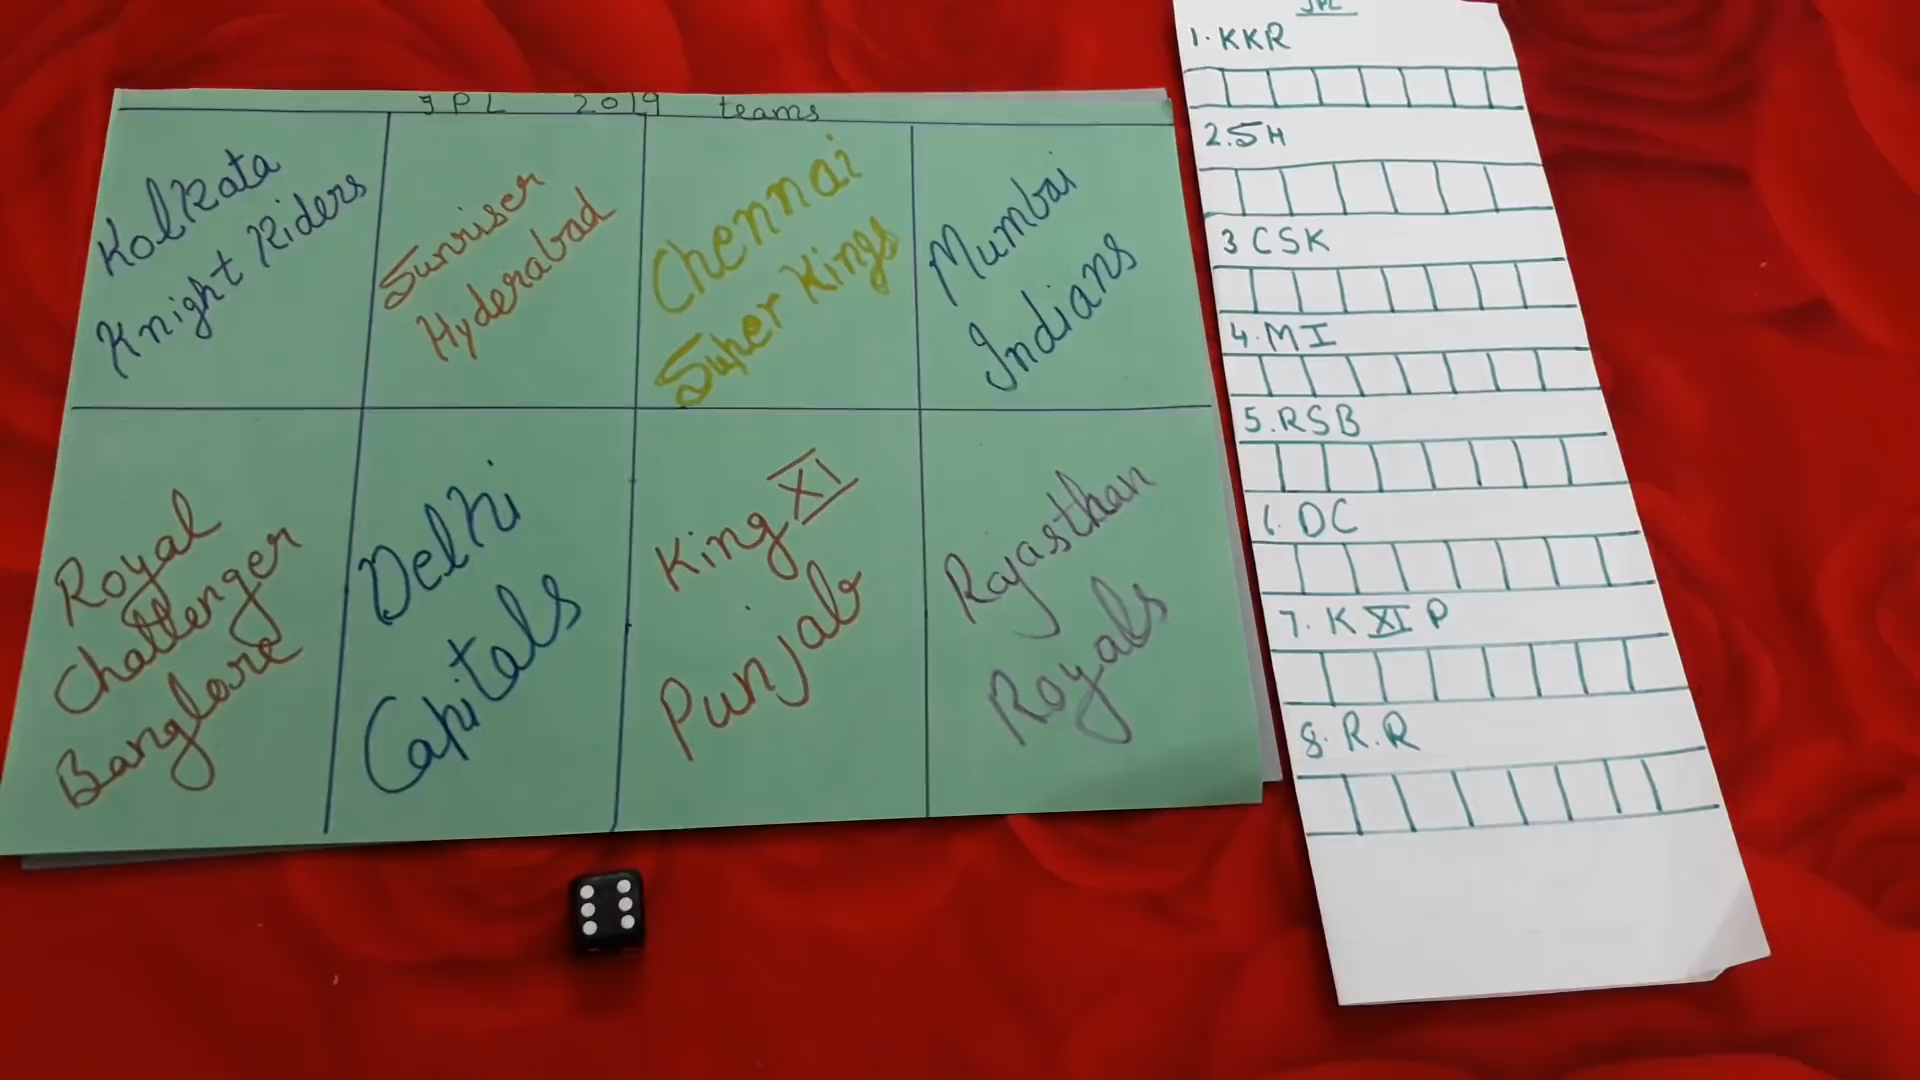 IPL 2019 teams
Kolkata
Knight Riders
Sunriser
Hyderabad
Chennai
Super Kings
Mumbai
Indians
Royal
Challenger
Banglore
Delhi
Capitals
King XI
Punjab
Rajasthan
Royals
IPL
1. KKR
2. SH
3 CSK
4. MI
5. RSB
6. DC
7. K XI P
8. R.R